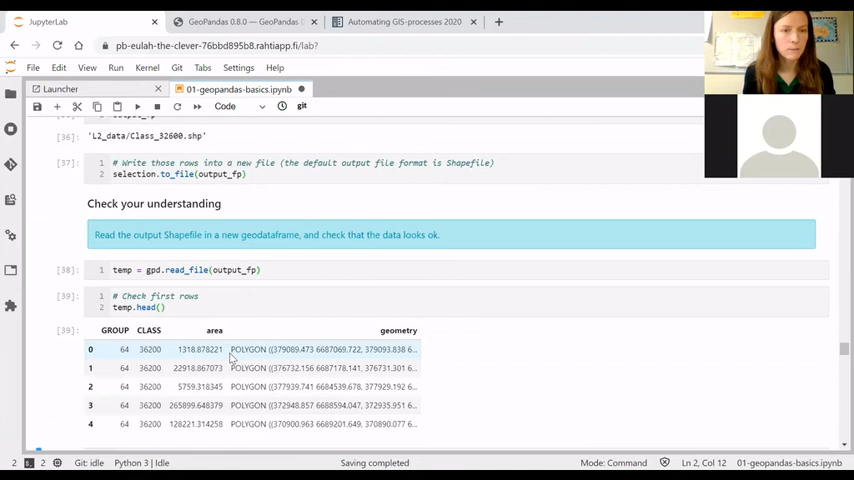 JupyterLab
GeoPandas 0.8.0 — GeoPandas
Automating GIS-processes 2020
pb-eulah-the-clever-76bbd895b8.rahtiapp.fi/lab?
File Edit View Run Kernel Git Tabs Settings Help
Launcher
01-geopandas-basics.ipynb
Code
git
[36]: 'L2_data/Class_32600.shp'
[37]: 1 # Write those rows into a new file (the default output file format is Shapefile)
2 selection.to_file(output_fp)
Check your understanding
Read the output Shapefile in a new geodataframe, and check that the data looks ok.
[38]: 1 temp = gpd.read_file(output_fp)
[39]: 1 # Check first rows
2 temp.head()
[39]: GROUP CLASS area geometry
0 64 36200 1318.878221 POLYGON ((379089.473 6687069.722, 379093.838 6...
1 64 36200 22918.867073 POLYGON ((376732.156 6687178.141, 376731.301 6...
2 64 36200 5759.318345 POLYGON ((377939.741 6684539.678, 377929.192 6...
3 64 36200 265899.648379 POLYGON ((372948.857 6688594.047, 372935.951 6...
4 64 36200 128221.314258 POLYGON ((370900.963 6689201.649, 370890.077 6...
2 2 Git: idle Python 3 | Idle Saving completed Mode: Command Ln 2, Col 12 01-geopandas-basics.ipynb